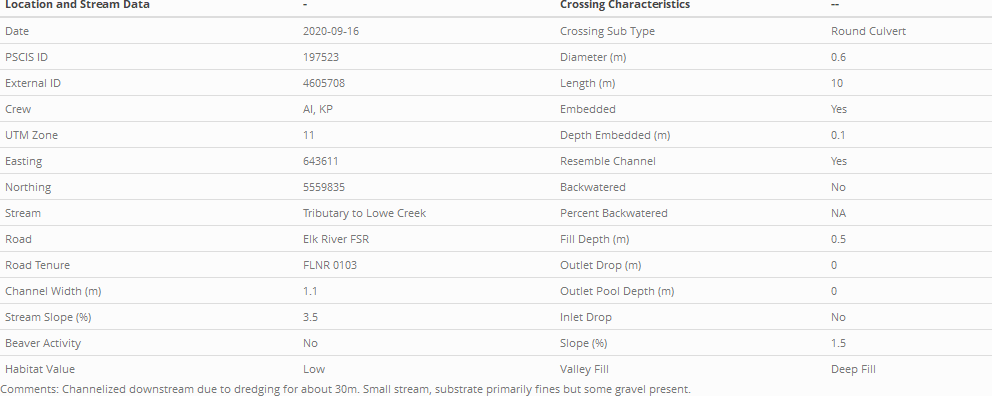 Location and Stream Data - Crossing Characteristics --
Date 2020-09-16 Crossing Sub Type Round Culvert
PSCIS ID 197523 Diameter (m) 0.6
External ID 4605708 Length (m) 10
Crew AI, KP Embedded Yes
UTM Zone 11 Depth Embedded (m) 0.1
Easting 643611 Resemble Channel Yes
Northing 5559835 Backwatered No
Stream Tributary to Lowe Creek Percent Backwatered NA
Road Elk River FSR Fill Depth (m) 0.5
Road Tenure FLNR 0103 Outlet Drop (m) 0
Channel Width (m) 1.1 Outlet Pool Depth (m) 0
Stream Slope (%) 3.5 Inlet Drop No
Beaver Activity No Slope (%) 1.5
Habitat Value Low Valley Fill Deep Fill
Comments: Channelized downstream due to dredging for about 30m. Small stream, substrate primarily fines but some gravel present.